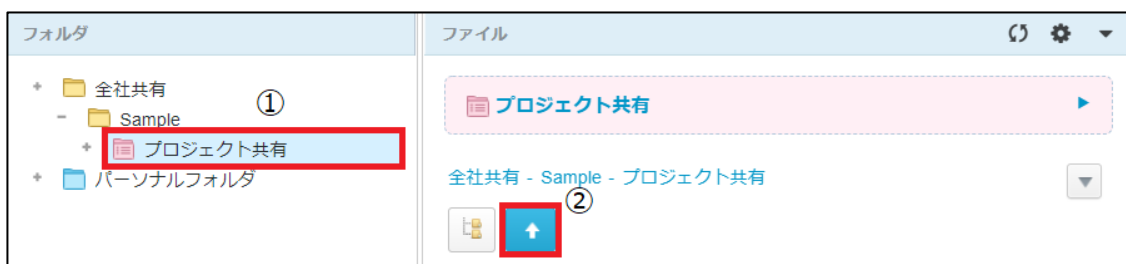 フォルダ
全社共有
①
Sample
プロジェクト共有
パーソナルフォルダ
ファイル
プロジェクト共有
全社共有 - Sample - プロジェクト共有
②